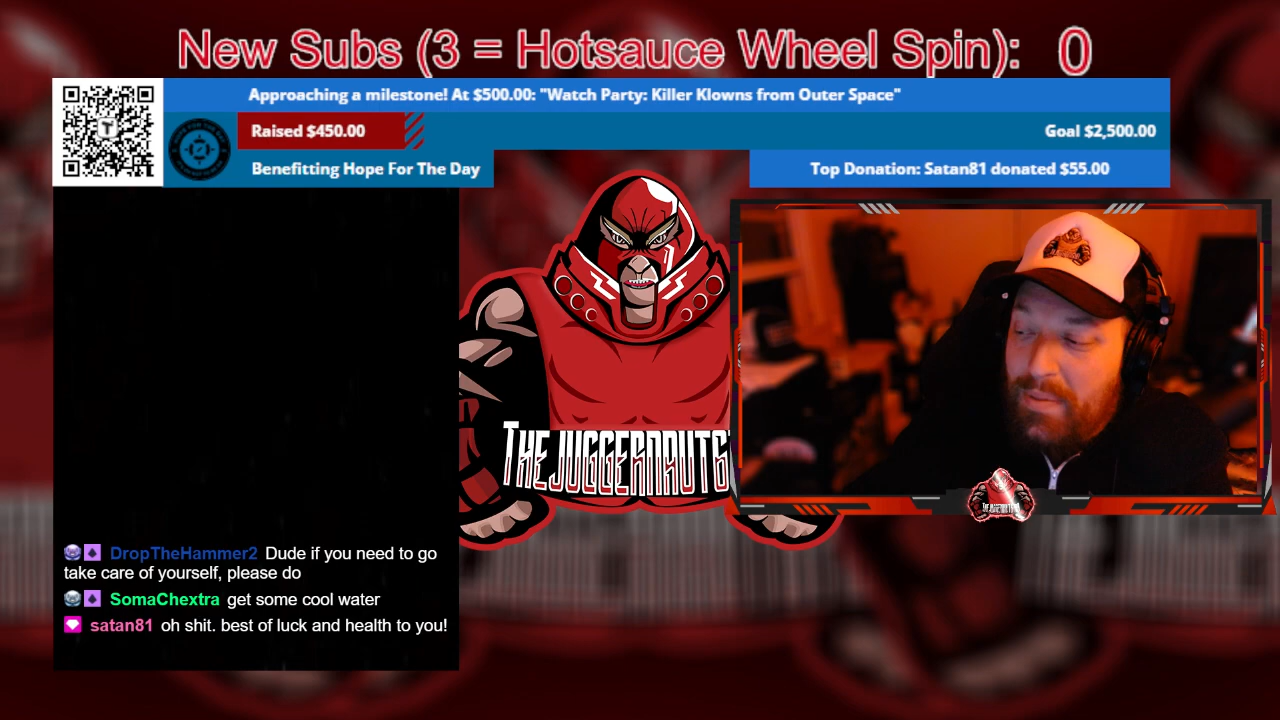 New Subs (3 = Hotsauce Wheel Spin): 0
Approaching a milestone! At $500.00: "Watch Party: Killer Klowns from Outer Space"
Raised $450.00
Goal $2,500.00
Benefitting Hope For The Day
Top Donation: Satan81 donated $55.00
THEJUGGERNAUT6
DropTheHammer2 Dude if you need to go
take care of yourself, please do
SomaChextra get some cool water
satan81 oh shit. best of luck and health to you!